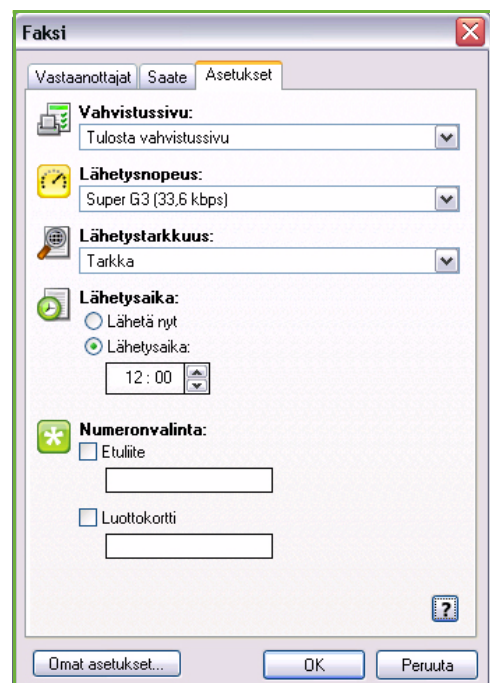 Faksi
Vastaanottajat Saate Asetukset
Vahvistussivu:
Tulosta vahvistussivu
Lähetysnopeus:
Super G3 (33,6 kbps)
Lähetystarkkuus:
Tarkka
Lähetysaika:
Lähetä nyt
Lähetysaika:
12 : 00
Numeronvalinta:
Etuliite
Luottokortti
?
Omat asetukset... OK Peruuta